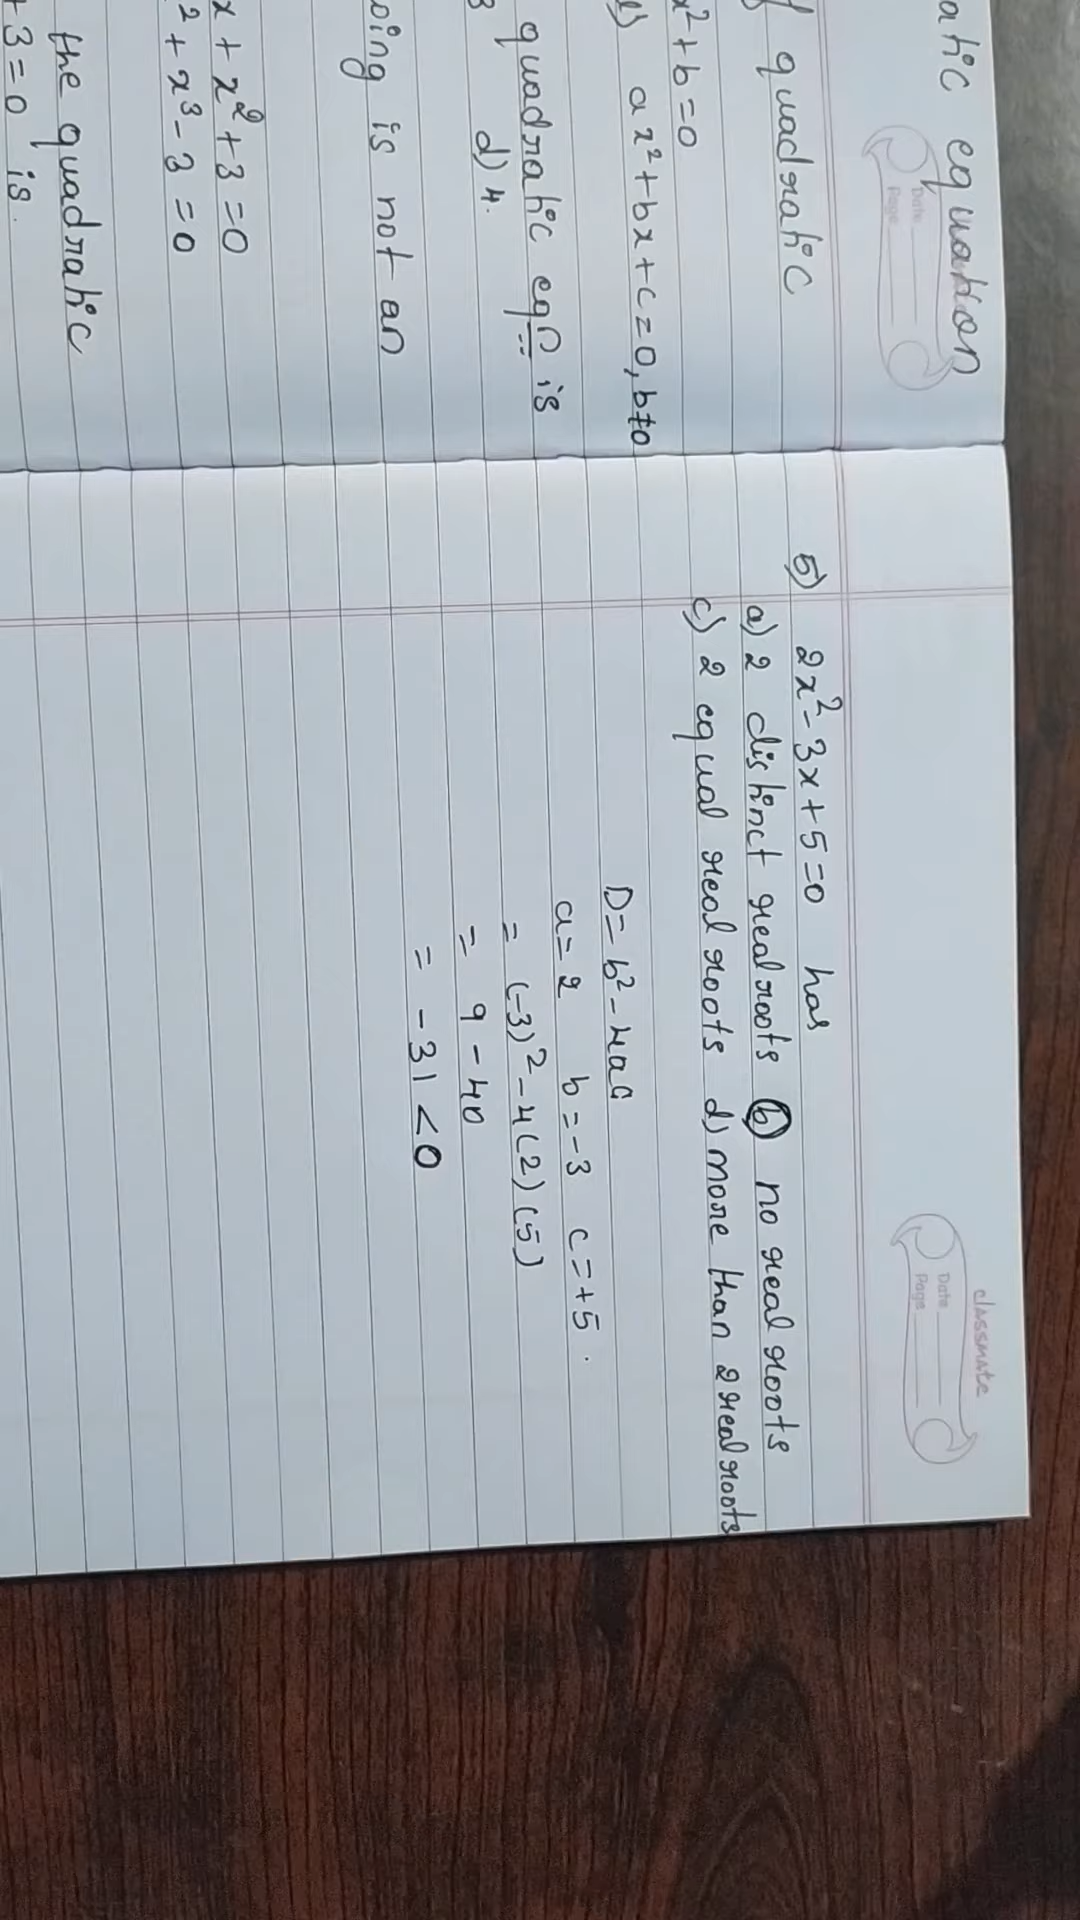 atic equation
Date
Page
quadratic
x² + b = 0
ax² + bx + c = 0, b≠0
quadratic eqn is
3 d) 4.
oing is not an
x + x² + 3 = 0
² + x³ - 3 = 0
the quadratic
+ 3 = 0 is.
classmate
Date
Page
5) 2x² - 3x + 5 = 0 has
a) 2 distinct real roots (b) no real roots
c) 2 equal real roots d) more than 2 real roots
D = b² - 4ac
a = 2 b = -3 c = +5.
= (-3)² - 4(2)(5)
= 9 - 40
= -31 < 0